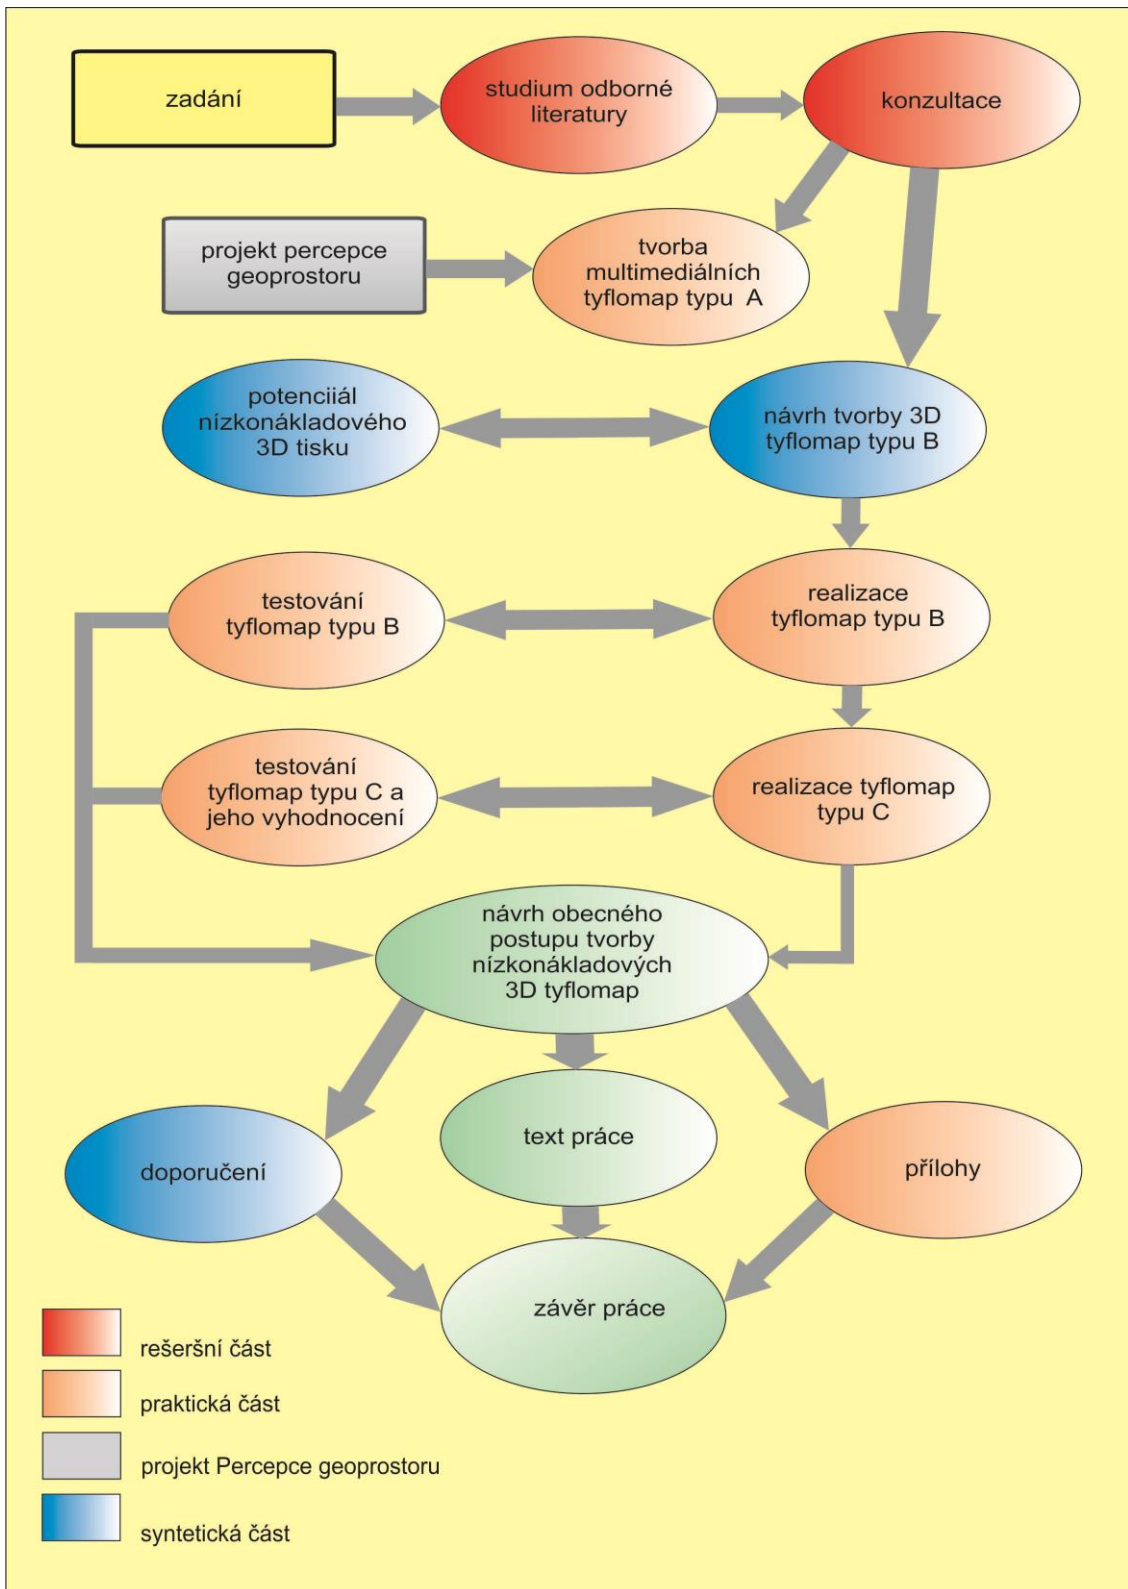 zadání
studium odborné
literatury
konzultace
projekt percepce
geoprostoru
tvorba
multimediálních
tyflomap typu A
potenciiál
nízkonákladového
3D tisku
návrh tvorby 3D
tyflomap typu B
testování
tyflomap typu B
realizace
tyflomap typu B
testování
tyflomap typu C a
jeho vyhodnocení
realizace tyflomap
typu C
návrh obecného
postupu tvorby
nízkonákladových
3D tyflomap
doporučení
text práce
přílohy
závěr práce
rešeršní část
praktická část
projekt Percepce geoprostoru
syntetická část